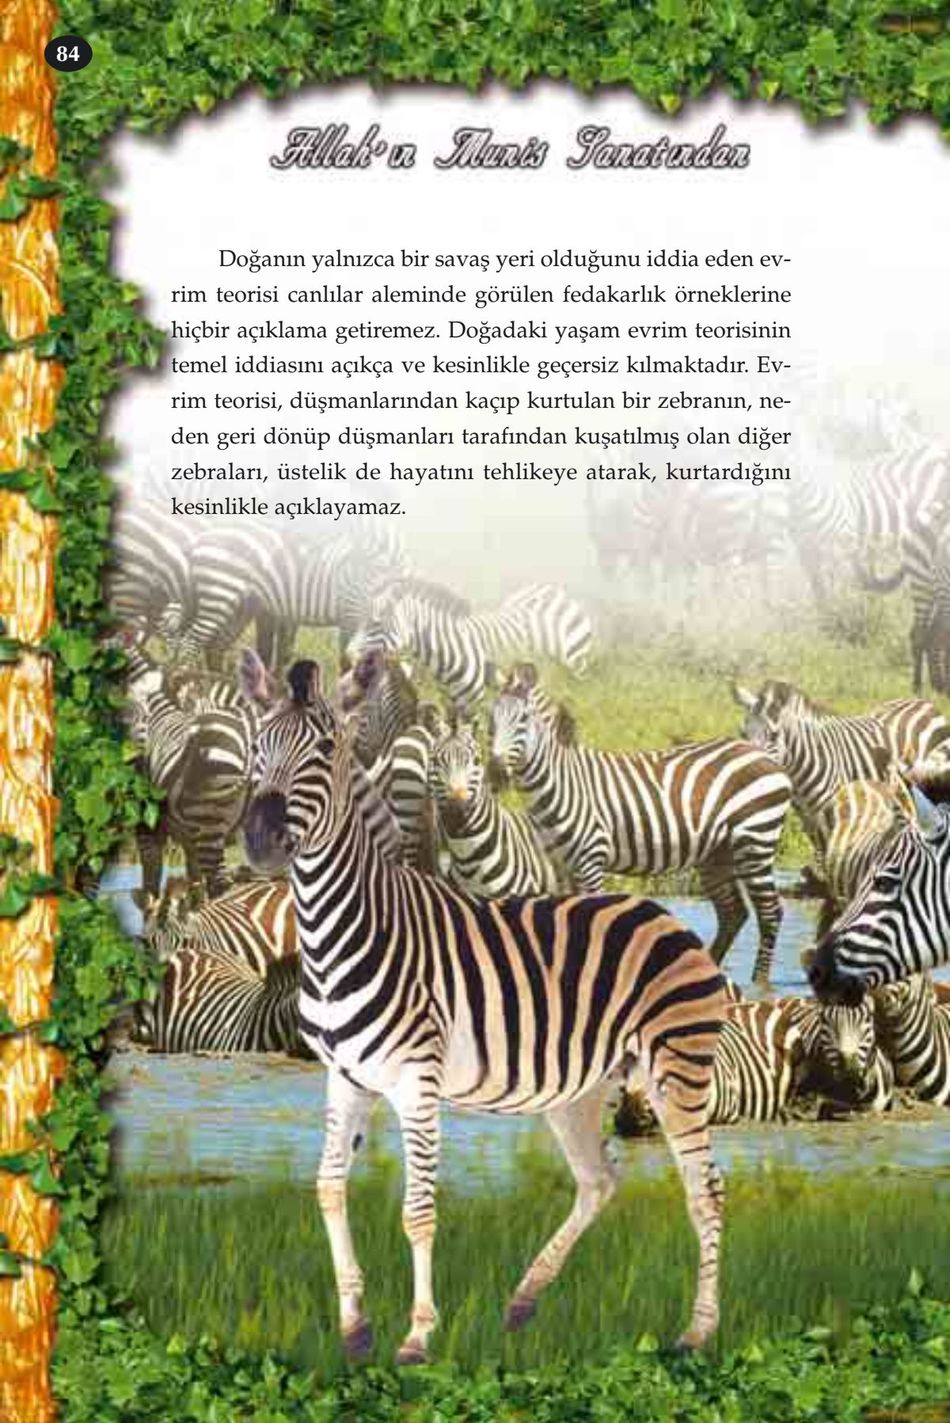 84
Allah'ın Munis Sanatından
Doğanın yalnızca bir savaş yeri olduğunu iddia eden ev-
rim teorisi canlılar aleminde görülen fedakarlık örneklerine
hiçbir açıklama getiremez. Doğadaki yaşam evrim teorisinin
temel iddiasını açıkça ve kesinlikle geçersiz kılmaktadır. Ev-
rim teorisi, düşmanlarından kaçıp kurtulan bir zebranın, ne-
den geri dönüp düşmanları tarafından kuşatılmış olan diğer
zebraları, üstelik de hayatını tehlikeye atarak, kurtardığını
kesinlikle açıklayamaz.